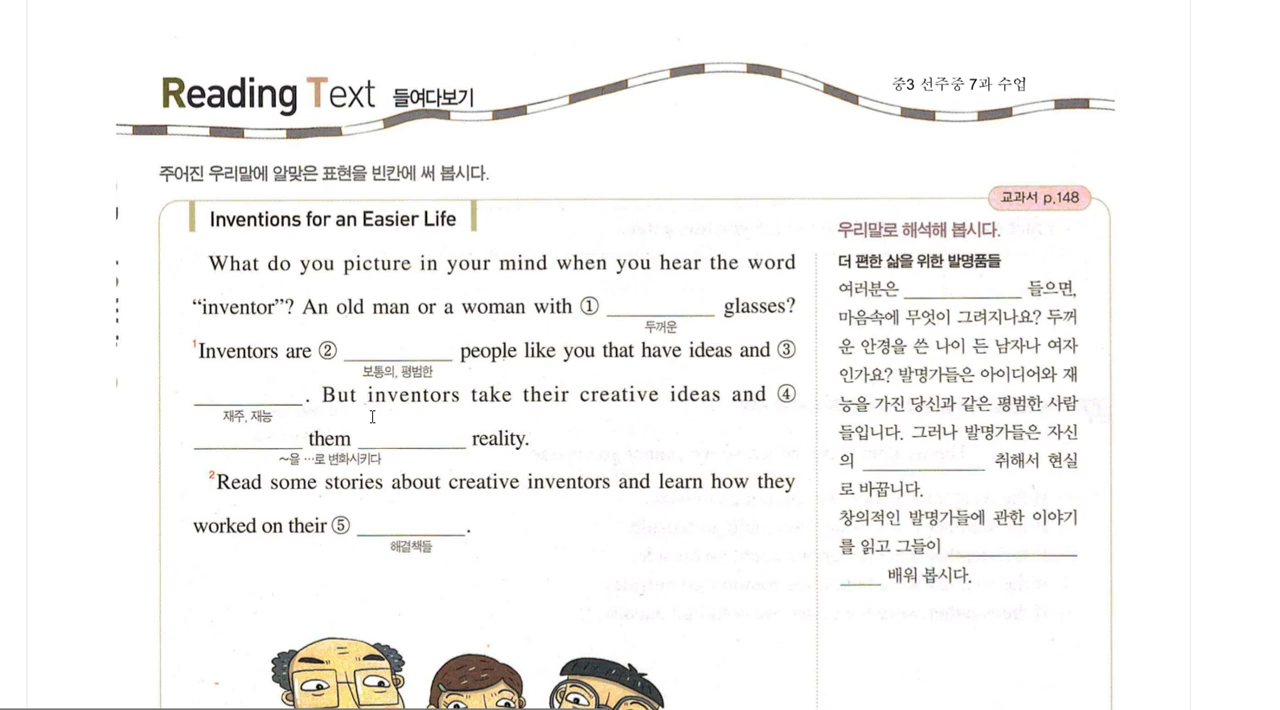 Reading Text 들여다보기
중3 선주중 7과 수업
주어진 우리말에 알맞은 표현을 빈칸에 써 봅시다.
교과서 p.148
Inventions for an Easier Life
What do you picture in your mind when you hear the word
“inventor”? An old man or a woman with ① ____________ glasses?
두꺼운
1Inventors are ② ____________ people like you that have ideas and ③
보통의, 평범한
____________. But inventors take their creative ideas and ④
재주, 재능
____________ them ____________ reality.
~을 …로 변화시키다
2Read some stories about creative inventors and learn how they
worked on their ⑤ ____________.
해결책들
우리말로 해석해 봅시다.
더 편한 삶을 위한 발명품들
여러분은 ____________ 들으면,
마음속에 무엇이 그려지나요? 두꺼
운 안경을 쓴 나이 든 남자나 여자
인가요? 발명가들은 아이디어와 재
능을 가진 당신과 같은 평범한 사람
들입니다. 그러나 발명가들은 자신
의 ____________ 취해서 현실
로 바꿉니다.
창의적인 발명가들에 관한 이야기
를 읽고 그들이 ____________
____ 배워 봅시다.